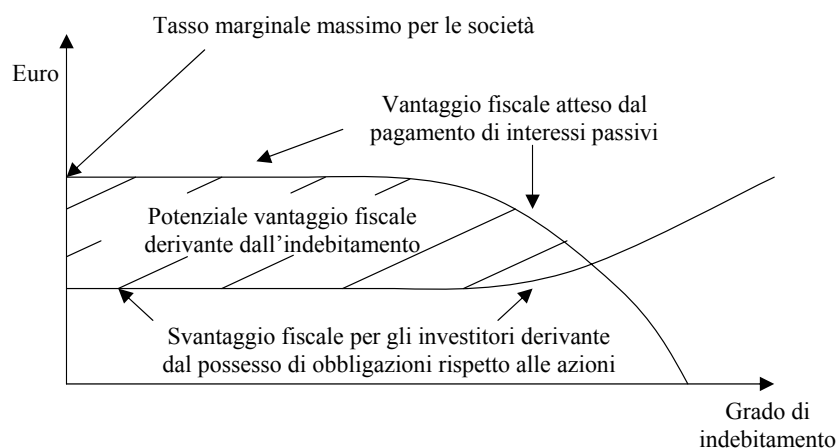 Tasso marginale massimo per le società
Euro
Vantaggio fiscale atteso dal
pagamento di interessi passivi
Potenziale vantaggio fiscale
derivante dall’indebitamento
Svantaggio fiscale per gli investitori derivante
dal possesso di obbligazioni rispetto alle azioni
Grado di
indebitamento